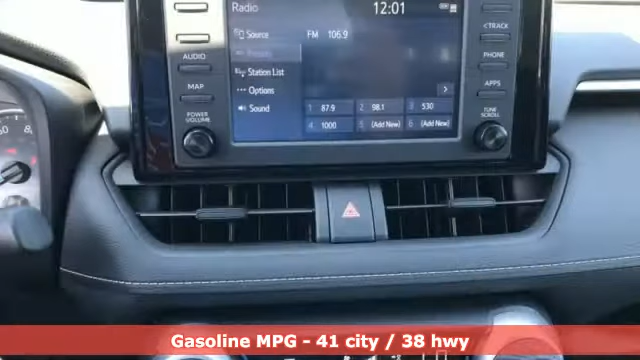 Radio
12:01
Source
FM 106.9
Station List
Options
Sound
1 87.9
2 98.1
3 530
4 1000
5 (Add New)
6 (Add New)
AUDIO
MAP
POWER
VOLUME
<TRACK
PHONE
APPS
TUNE
SCROLL
Gasoline MPG - 41 city / 38 hwy